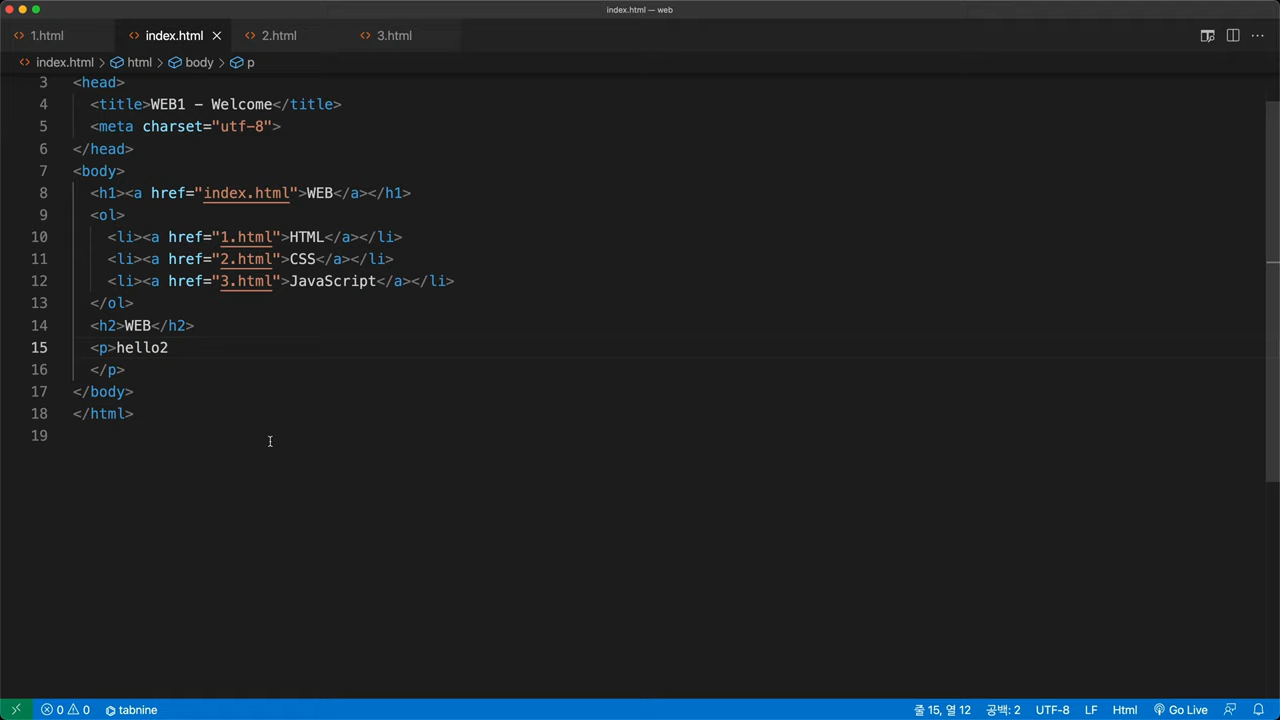 index.html — web
1.html index.html 2.html 3.html
index.html > html > body > p
3 <head>
4 <title>WEB1 - Welcome</title>
5 <meta charset="utf-8">
6 </head>
7 <body>
8 <h1><a href="index.html">WEB</a></h1>
9 <ol>
10 <li><a href="1.html">HTML</a></li>
11 <li><a href="2.html">CSS</a></li>
12 <li><a href="3.html">JavaScript</a></li>
13 </ol>
14 <h2>WEB</h2>
15 <p>hello2
16 </p>
17 </body>
18 </html>
19
0 0 tabnine 줄 15, 열 12 공백: 2 UTF-8 LF Html Go Live